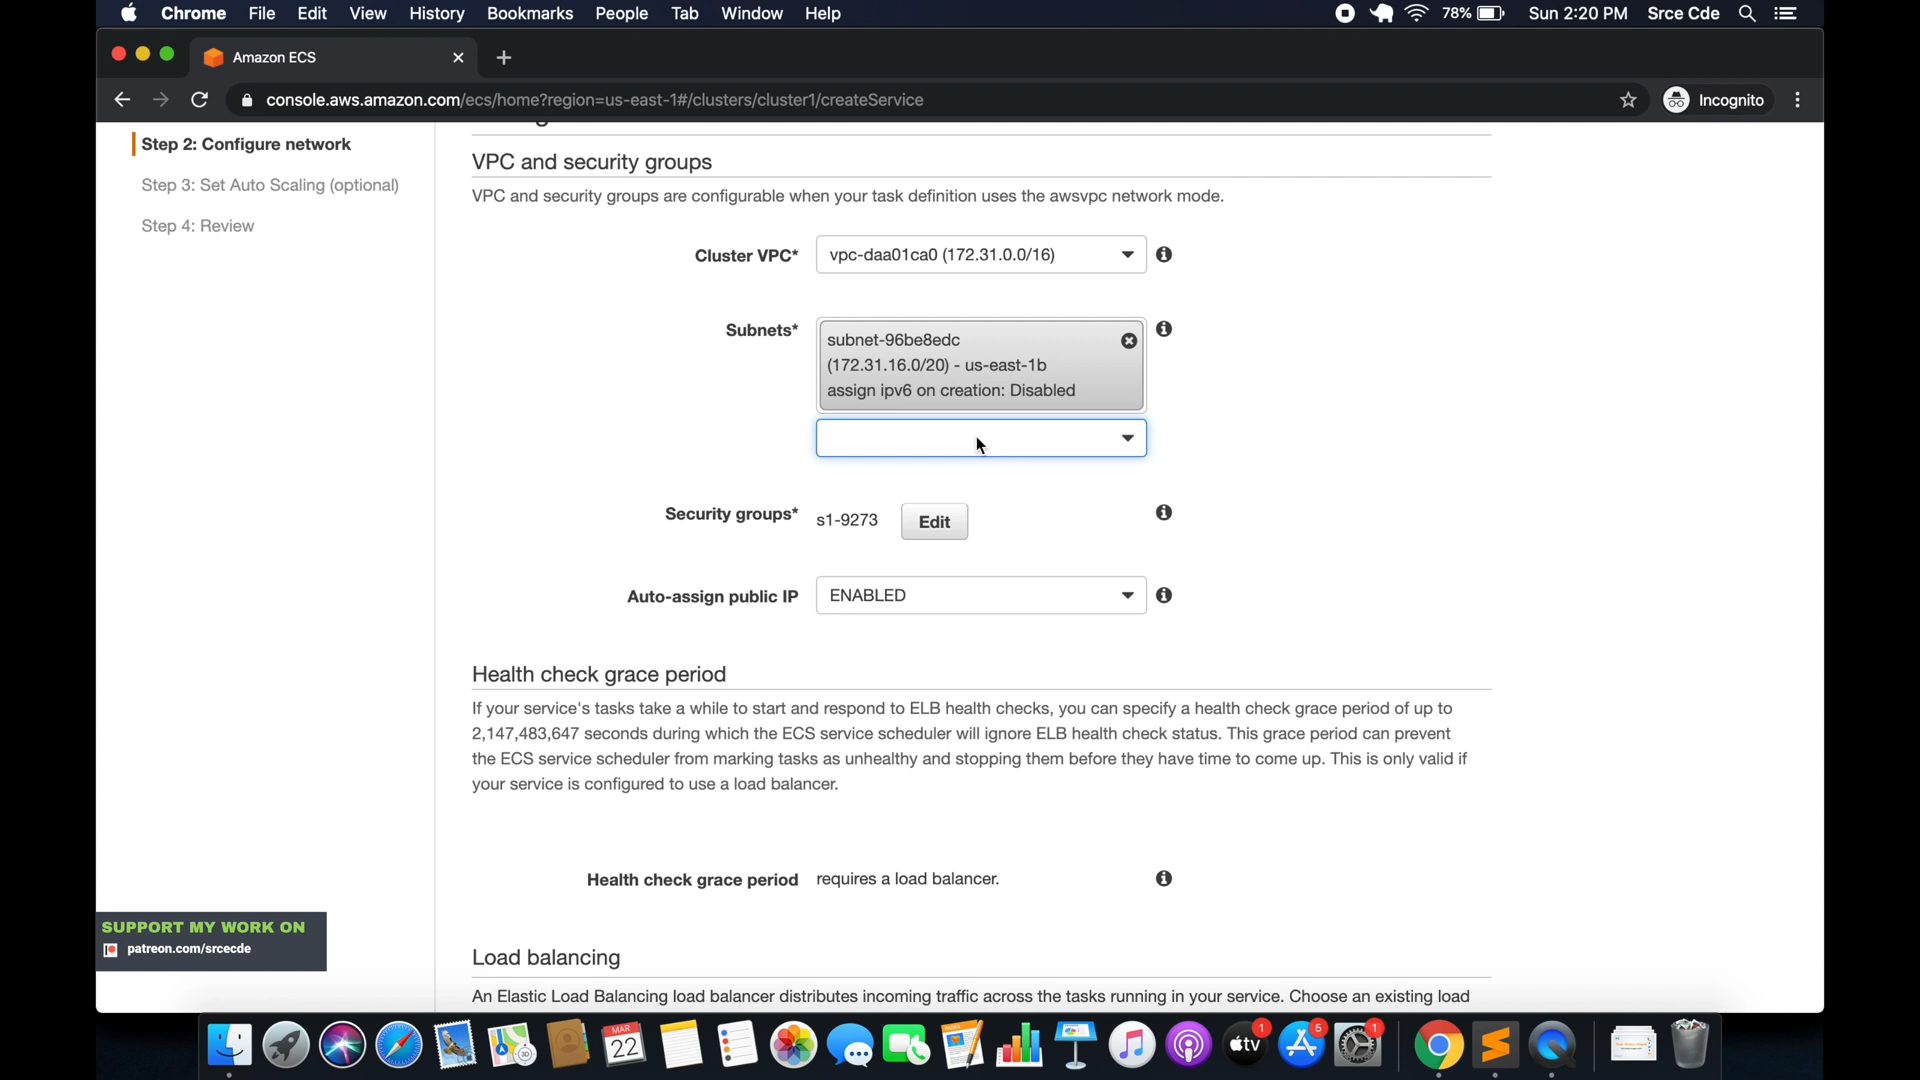 Chrome File Edit View History Bookmarks People Tab Window Help 78% Sun 2:20 PM Srce Cde
Amazon ECS
console.aws.amazon.com/ecs/home?region=us-east-1#/clusters/cluster1/createService Incognito
Step 2: Configure network
Step 3: Set Auto Scaling (optional)
Step 4: Review
VPC and security groups
VPC and security groups are configurable when your task definition uses the awsvpc network mode.
Cluster VPC* vpc-daa01ca0 (172.31.0.0/16)
Subnets* subnet-96be8edc
(172.31.16.0/20) - us-east-1b
assign ipv6 on creation: Disabled
Security groups* s1-9273 Edit
Auto-assign public IP ENABLED
Health check grace period
If your service's tasks take a while to start and respond to ELB health checks, you can specify a health check grace period of up to
2,147,483,647 seconds during which the ECS service scheduler will ignore ELB health check status. This grace period can prevent
the ECS service scheduler from marking tasks as unhealthy and stopping them before they have time to come up. This is only valid if
your service is configured to use a load balancer.
Health check grace period requires a load balancer.
SUPPORT MY WORK ON
patreon.com/srcecde
Load balancing
An Elastic Load Balancing load balancer distributes incoming traffic across the tasks running in your service. Choose an existing load
MAR
22
3D
tv
1
5
1